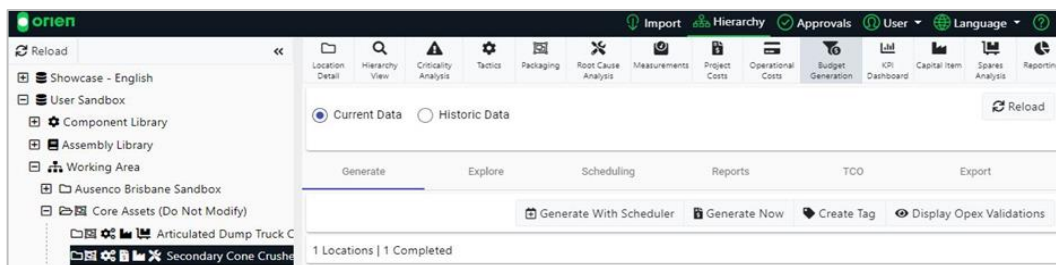 orien
Import Hierarchy Approvals User Language
Reload
Showcase - English
User Sandbox
Component Library
Assembly Library
Working Area
Ausenco Brisbane Sandbox
Core Assets (Do Not Modify)
Articulated Dump Truck C
Secondary Cone Crushe
Location Detail
Hierarchy View
Criticality Analysis
Tactics
Packaging
Root Cause Analysis
Measurements
Project Costs
Operational Costs
Budget Generation
KPI Dashboard
Capital Item
Spares Analysis
Reporting
Current Data Historic Data
Reload
Generate Explore Scheduling Reports TCO Export
Generate With Scheduler Generate Now Create Tag Display Opex Validations
1 Locations | 1 Completed